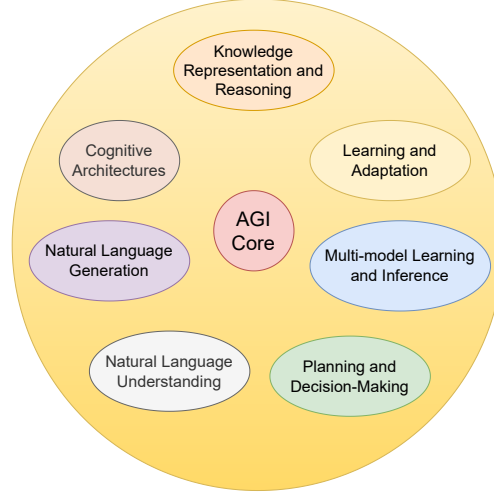 Knowledge
Representation and
Reasoning
Cognitive
Architectures
Learning and
Adaptation
AGI
Core
Natural Language
Generation
Multi-model Learning
and Inference
Natural Language
Understanding
Planning and
Decision-Making